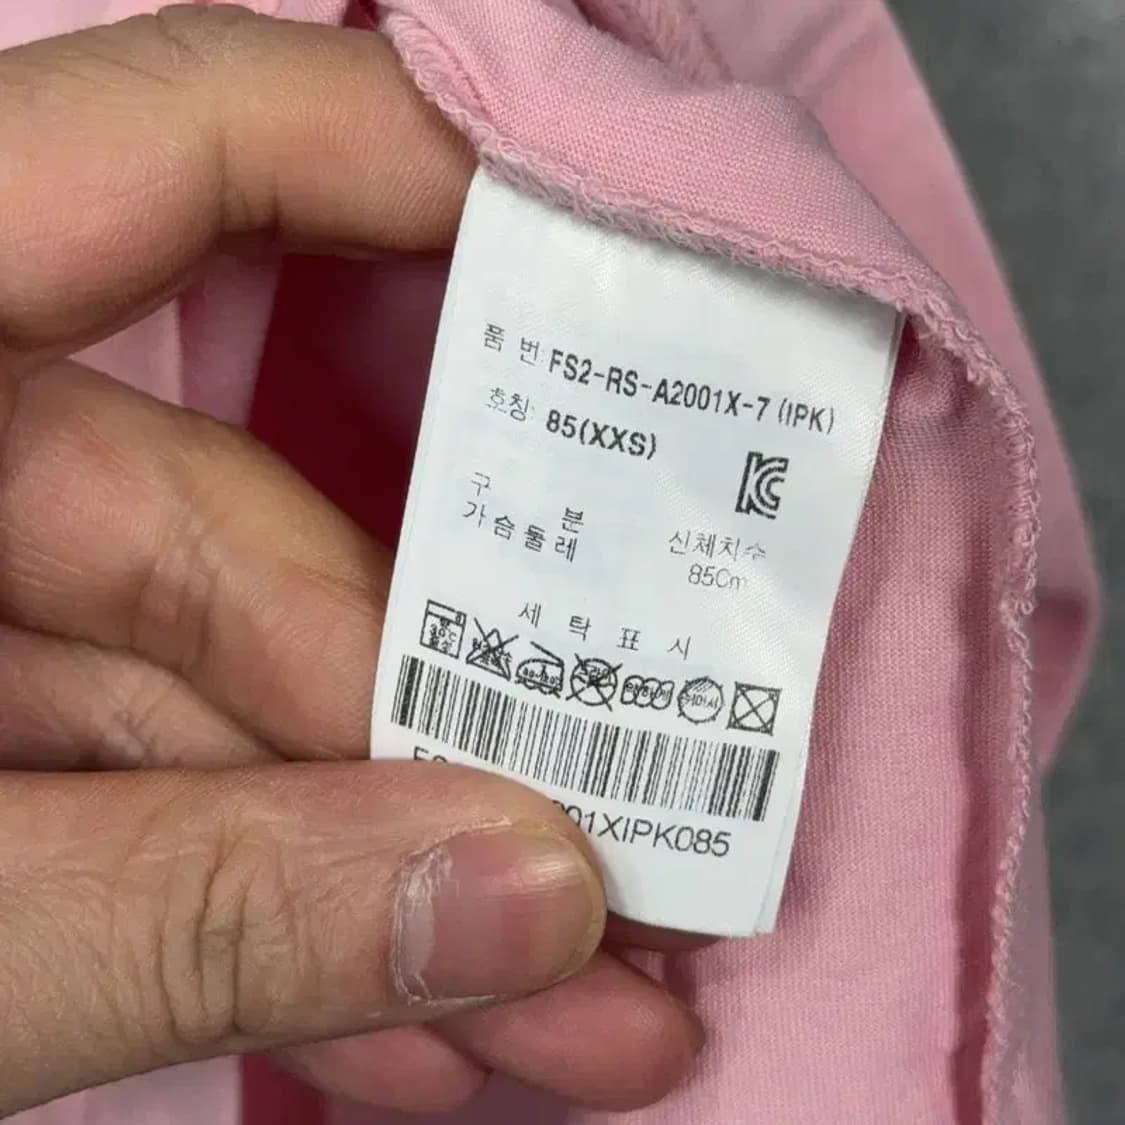 품 번: FS2-RS-A2001X-7 (IPK)
호칭: 85(XXS)
구 분
신체치수
가슴둘레
85Cm
세 탁 표 시
001XIPK085